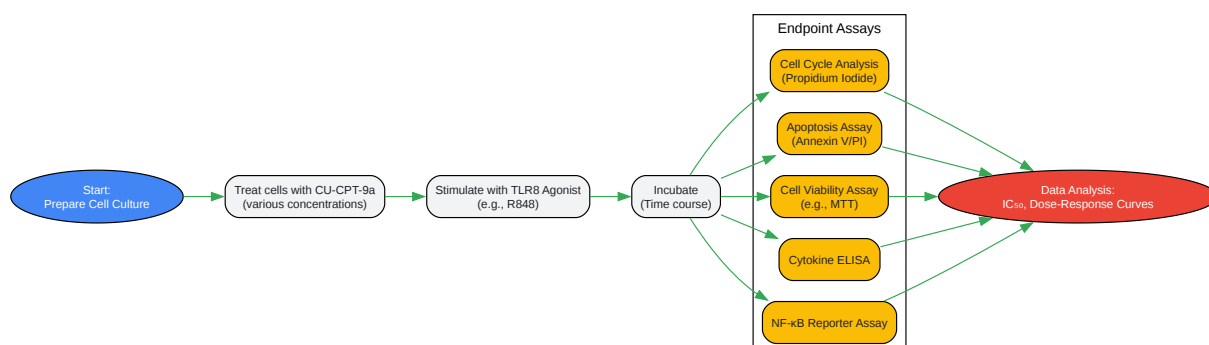 Start:
Prepare Cell Culture
Treat cells with CU-CPT-9a
(various concentrations)
Stimulate with TLR8 Agonist
(e.g., R848)
Incubate
(Time course)
Endpoint Assays
Cell Cycle Analysis
(Propidium Iodide)
Apoptosis Assay
(Annexin V/PI)
Cell Viability Assay
(e.g., MTT)
Cytokine ELISA
NF-κB Reporter Assay
Data Analysis:
IC₅₀, Dose-Response Curves